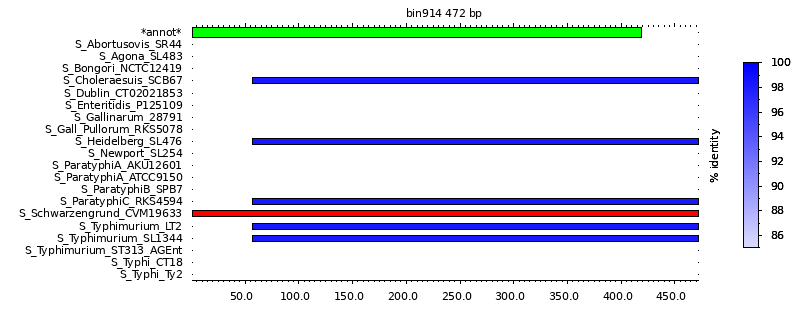 bin914 472 bp
*annot*
S_Abortusovis_SR44
S_Agona_SL483
S_Bongori_NCTC12419
S_Choleraesuis_SCB67
S_Dublin_CT02021853
S_Enteritidis_P125109
S_Gallinarum_28791
S_Gall_Pullorum_RKS5078
S_Heidelberg_SL476
S_Newport_SL254
S_ParatyphiA_AKU12601
S_ParatyphiA_ATCC9150
S_ParatyphiB_SPB7
S_ParatyphiC_RKS4594
S_Schwarzengrund_CVM19633
S_Typhimurium_LT2
S_Typhimurium_SL1344
S_Typhimurium_ST313_AGEnt
S_Typhi_CT18
S_Typhi_Ty2
50.0 100.0 150.0 200.0 250.0 300.0 350.0 400.0 450.0
% identity
100
98
96
94
92
90
88
86